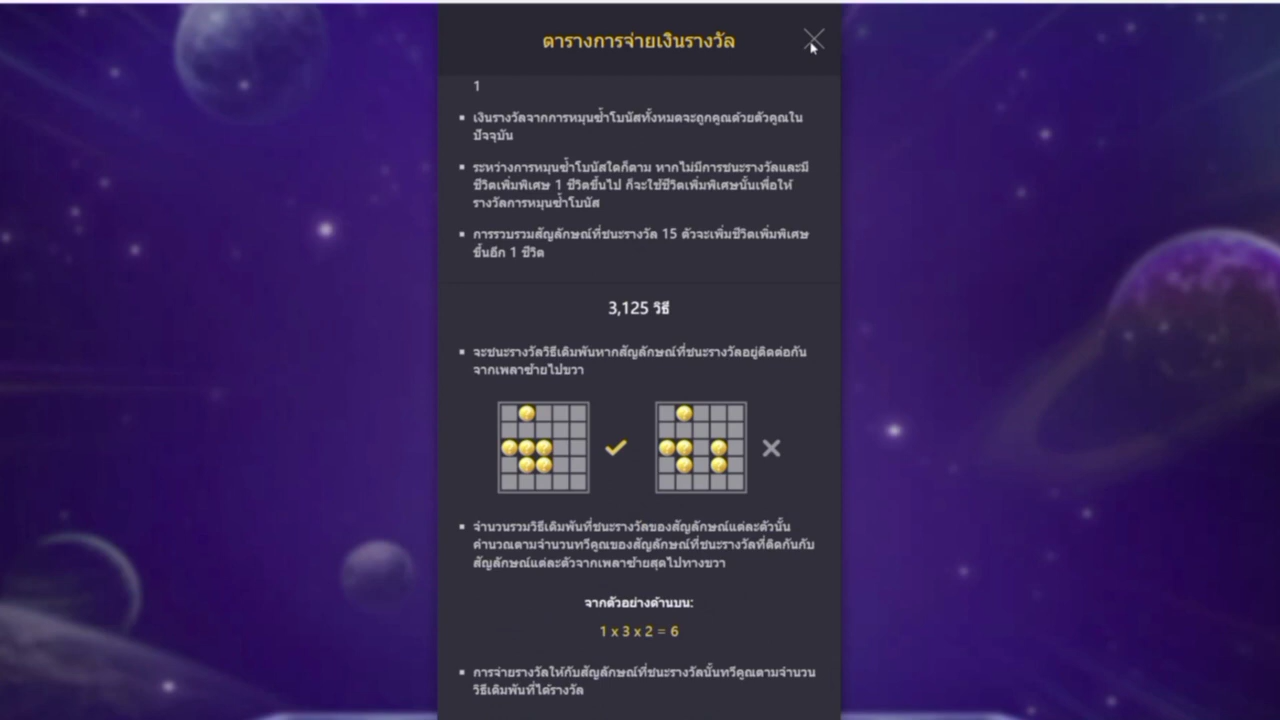 ตารางการจ่ายเงินรางวัล
1
▪ เงินรางวัลจากการหมุนซ้ำโบนัสทั้งหมดจะถูกคูณด้วยตัวคูณใน
ปัจจุบัน
▪ ระหว่างการหมุนซ้ำโบนัสใดก็ตาม หากไม่มีการชนะรางวัลและมี
ชีวิตเพิ่มพิเศษ 1 ชีวิตขึ้นไป ก็จะใช้ชีวิตเพิ่มพิเศษนั้นเพื่อให้
รางวัลการหมุนซ้ำโบนัส
▪ การรวบรวมสัญลักษณ์ที่ชนะรางวัล 15 ตัวจะเพิ่มชีวิตเพิ่มพิเศษ
ขึ้นอีก 1 ชีวิต
3,125 วิธี
▪ จะชนะรางวัลวิธีเดิมพันหากสัญลักษณ์ที่ชนะรางวัลอยู่ติดต่อกัน
จากเพลาซ้ายไปขวา
▪ จำนวนรวมวิธีเดิมพันที่ชนะรางวัลของสัญลักษณ์แต่ละตัวนั้น
คำนวณตามจำนวนทวีคูณของสัญลักษณ์ที่ชนะรางวัลที่ติดกันกับ
สัญลักษณ์แต่ละตัวจากเพลาซ้ายสุดไปทางขวา
จากตัวอย่างด้านบน:
1 x 3 x 2 = 6
▪ การจ่ายรางวัลให้กับสัญลักษณ์ที่ชนะรางวัลนั้นทวีคูณตามจำนวน
วิธีเดิมพันที่ได้รางวัล